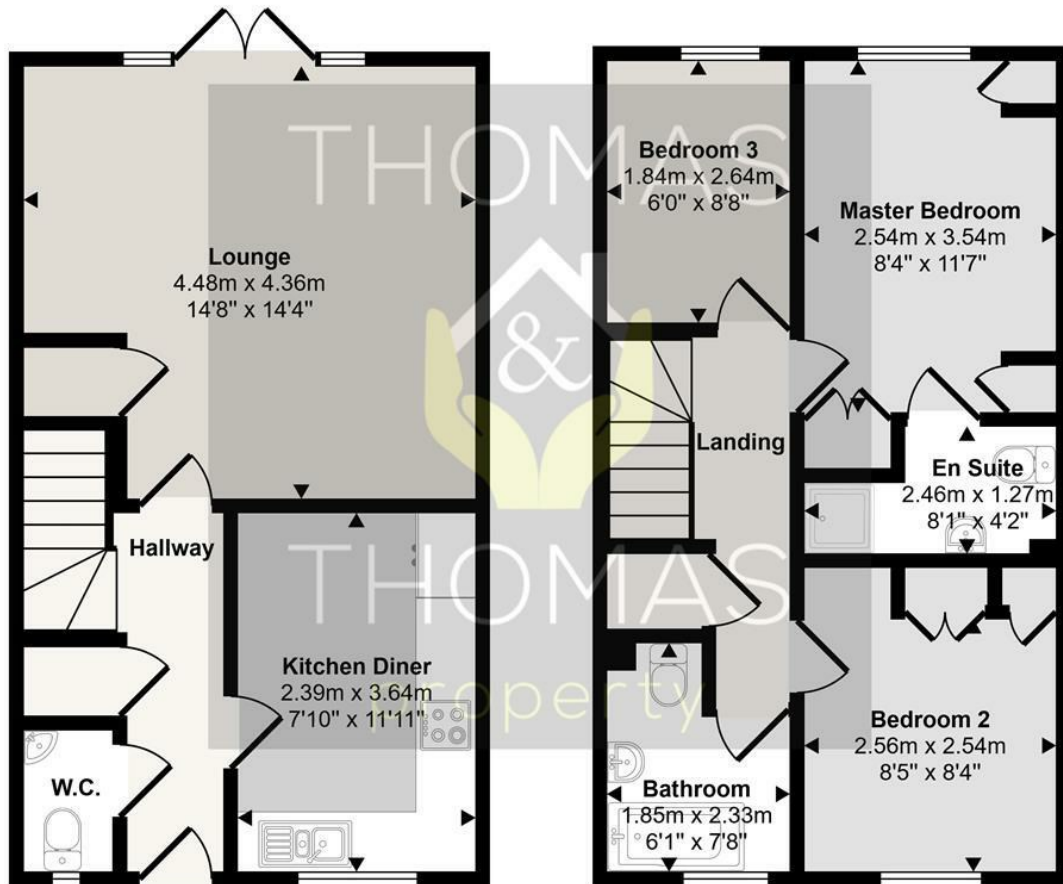 THOMAS
&
THOMAS
property
Lounge
4.48m x 4.36m
14'8" x 14'4"
Hallway
Kitchen Diner
2.39m x 3.64m
7'10" x 11'11"
W.C.
Bedroom 3
1.84m x 2.64m
6'0" x 8'8"
Master Bedroom
2.54m x 3.54m
8'4" x 11'7"
Landing
En Suite
2.46m x 1.27m
8'1" x 4'2"
Bedroom 2
2.56m x 2.54m
8'5" x 8'4"
Bathroom
1.85m x 2.33m
6'1" x 7'8"